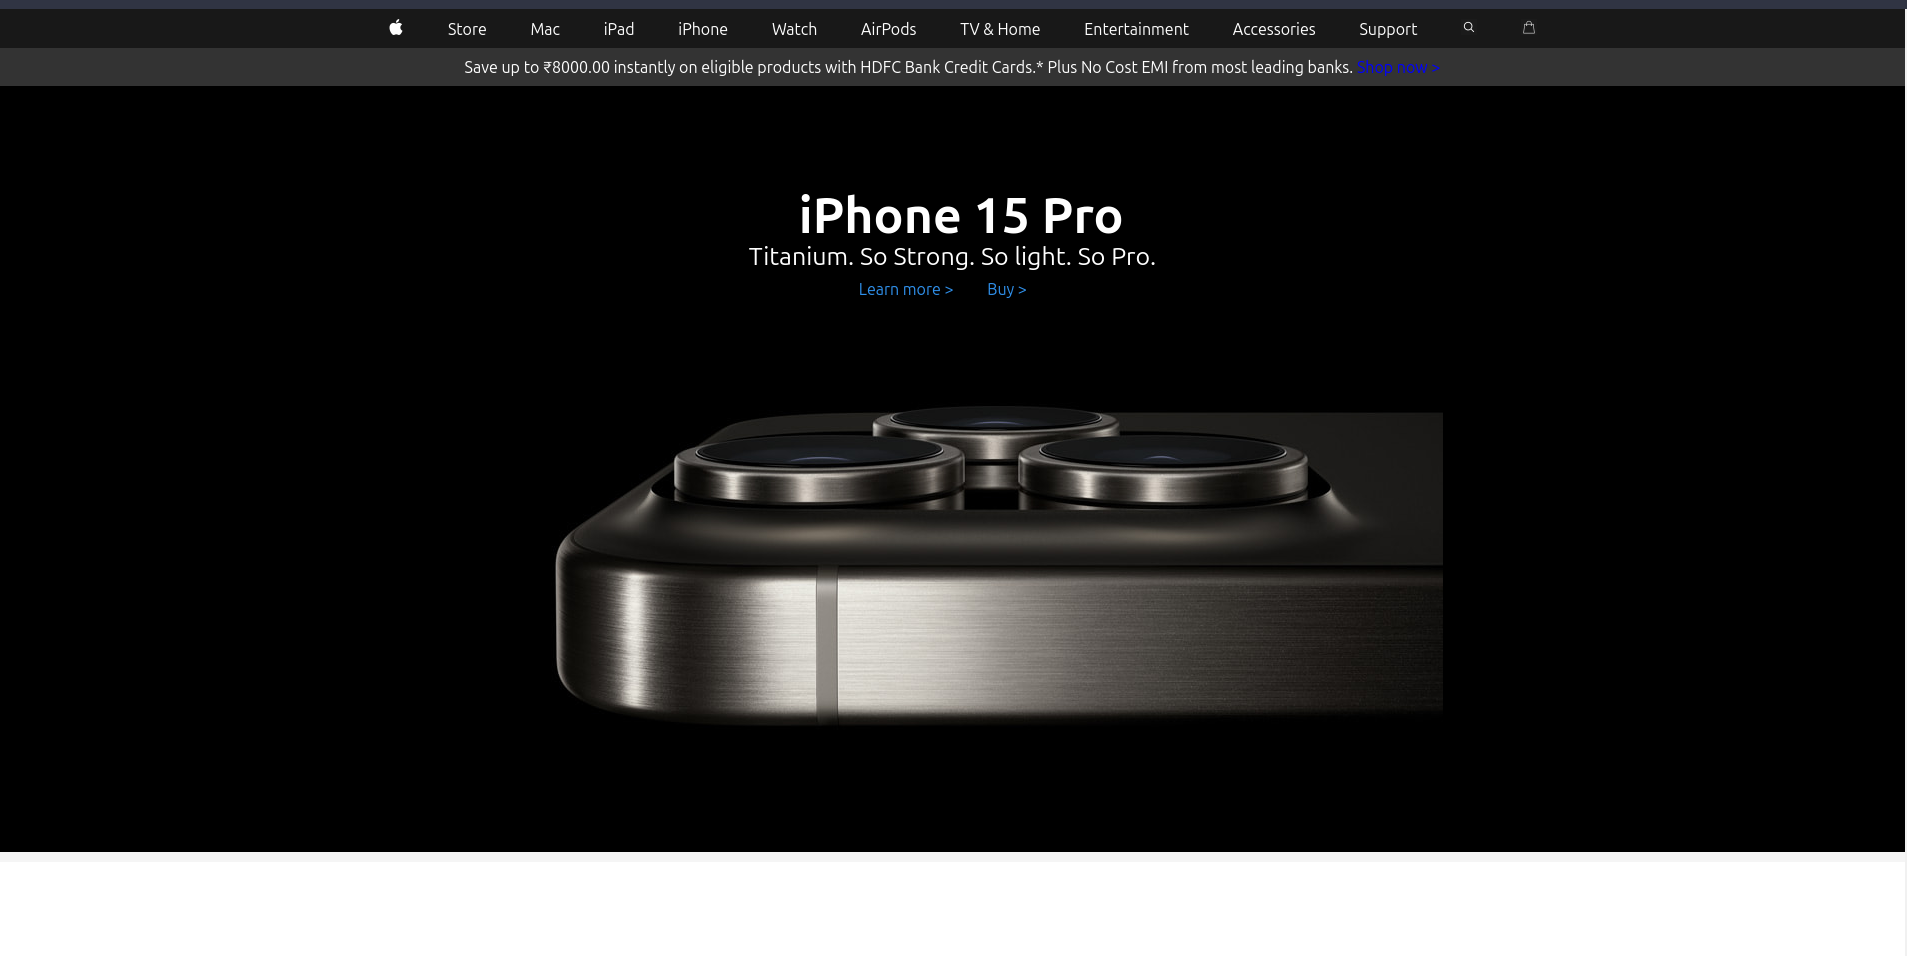 Store Mac iPad iPhone Watch AirPods TV & Home Entertainment Accessories Support
Save up to ₹8000.00 instantly on eligible products with HDFC Bank Credit Cards.* Plus No Cost EMI from most leading banks. Shop now >
iPhone 15 Pro
Titanium. So Strong. So light. So Pro.
Learn more > Buy >